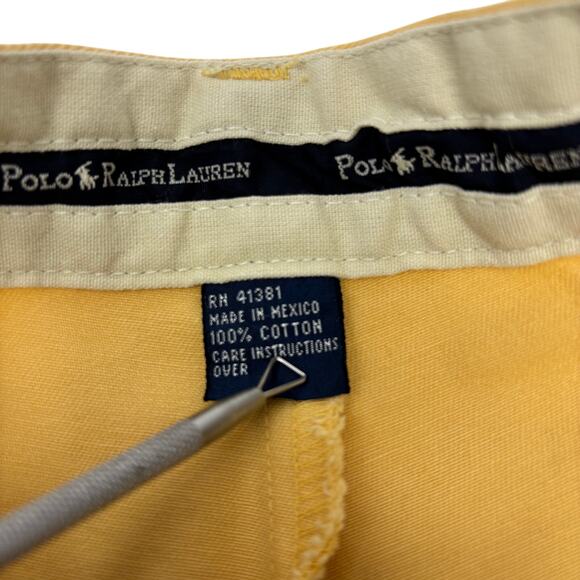 POLO RALPH LAUREN POLO RALPH LAUREN
RN 41381
MADE IN MEXICO
100% COTTON
CARE INSTRUCTIONS
OVER